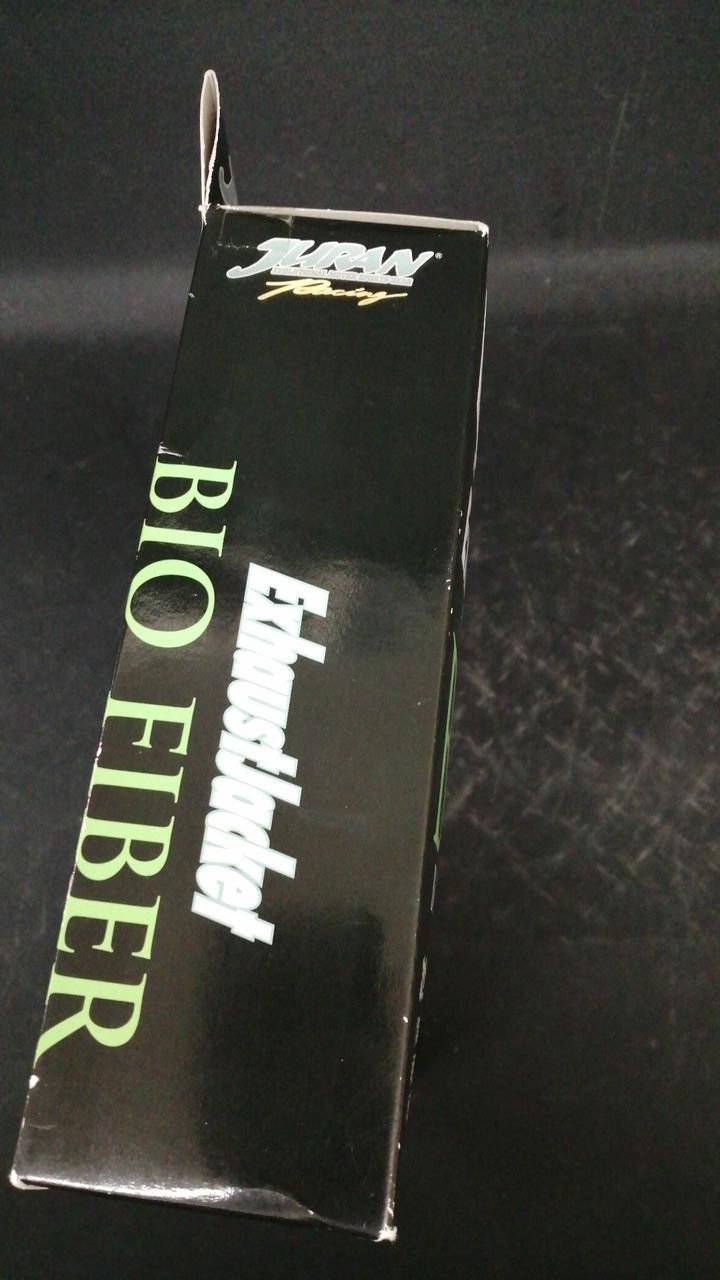 JURAN®
Racing
BIO FIBER
ExhaustJacket